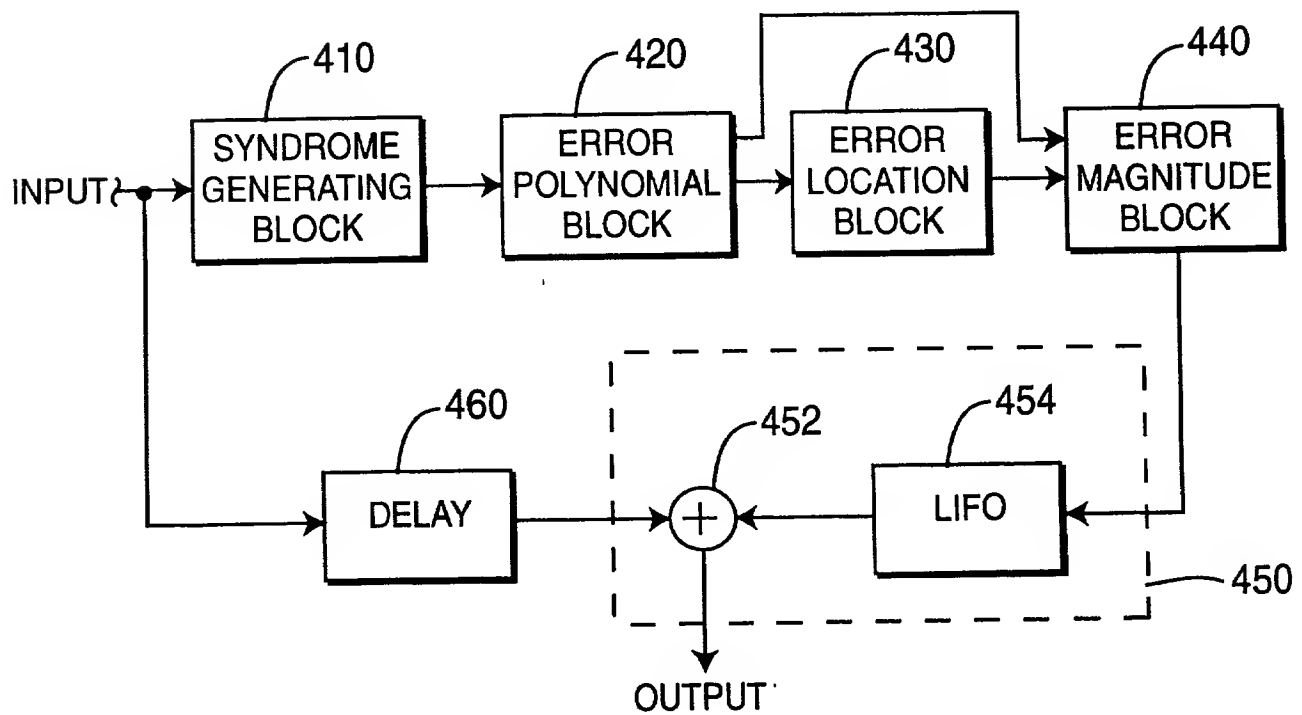 410
420
430
440
INPUT
SYNDROME
GENERATING
BLOCK
ERROR
POLYNOMIAL
BLOCK
ERROR
LOCATION
BLOCK
ERROR
MAGNITUDE
BLOCK
460
452
454
DELAY
+
LIFO
450
OUTPUT